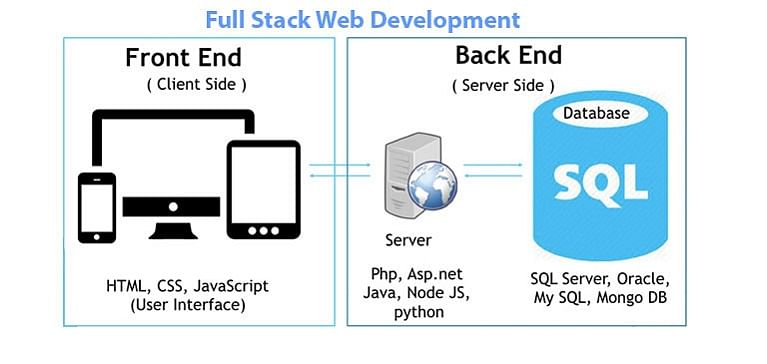 Full Stack Web Development
Front End
( Client Side )
HTML, CSS, JavaScript
(User Interface)
Back End
( Server Side )
Server
Php, Asp.net
Java, Node JS,
python
Database
SQL
SQL Server, Oracle,
My SQL, Mongo DB